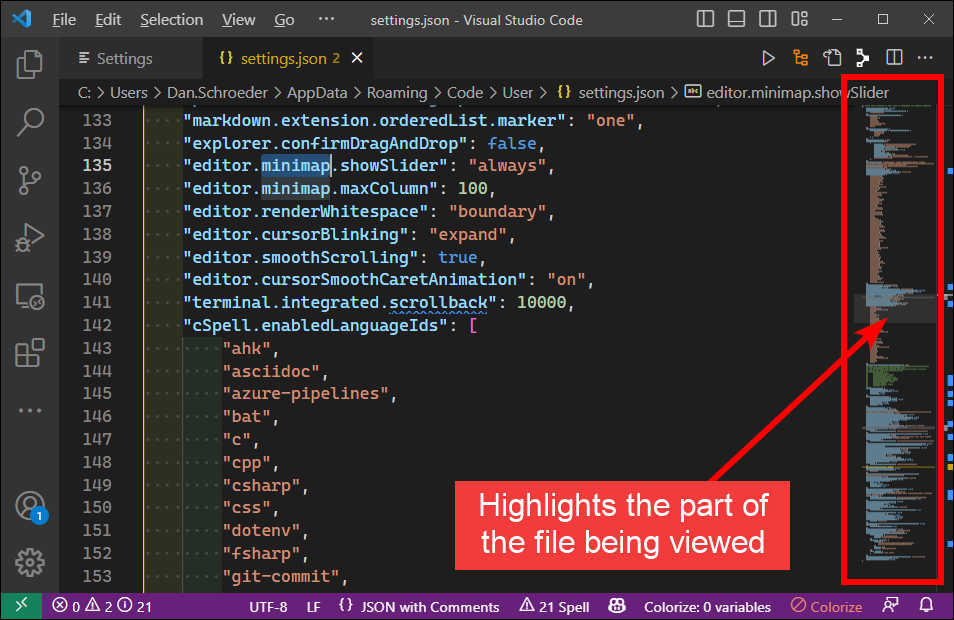 File Edit Selection View Go ··· settings.json - Visual Studio Code
Settings {} settings.json 2
C: > Users > Dan.Schroeder > AppData > Roaming > Code > User > {} settings.json > abc editor.minimap.showSlider
133 "markdown.extension.orderedList.marker": "one",
134 "explorer.confirmDragAndDrop": false,
135 "editor.minimap.showSlider": "always",
136 "editor.minimap.maxColumn": 100,
137 "editor.renderWhitespace": "boundary",
138 "editor.cursorBlinking": "expand",
139 "editor.smoothScrolling": true,
140 "editor.cursorSmoothCaretAnimation": "on",
141 "terminal.integrated.scrollback": 10000,
142 "cSpell.enabledLanguageIds": [
143 "ahk",
144 "asciidoc",
145 "azure-pipelines",
146 "bat",
147 "c",
148 "cpp",
149 "csharp",
150 "css",
151 "dotenv",
152 "fsharp",
153 "git-commit",
Highlights the part of
the file being viewed
1
0 2 21 UTF-8 LF {} JSON with Comments 21 Spell Colorize: 0 variables Colorize